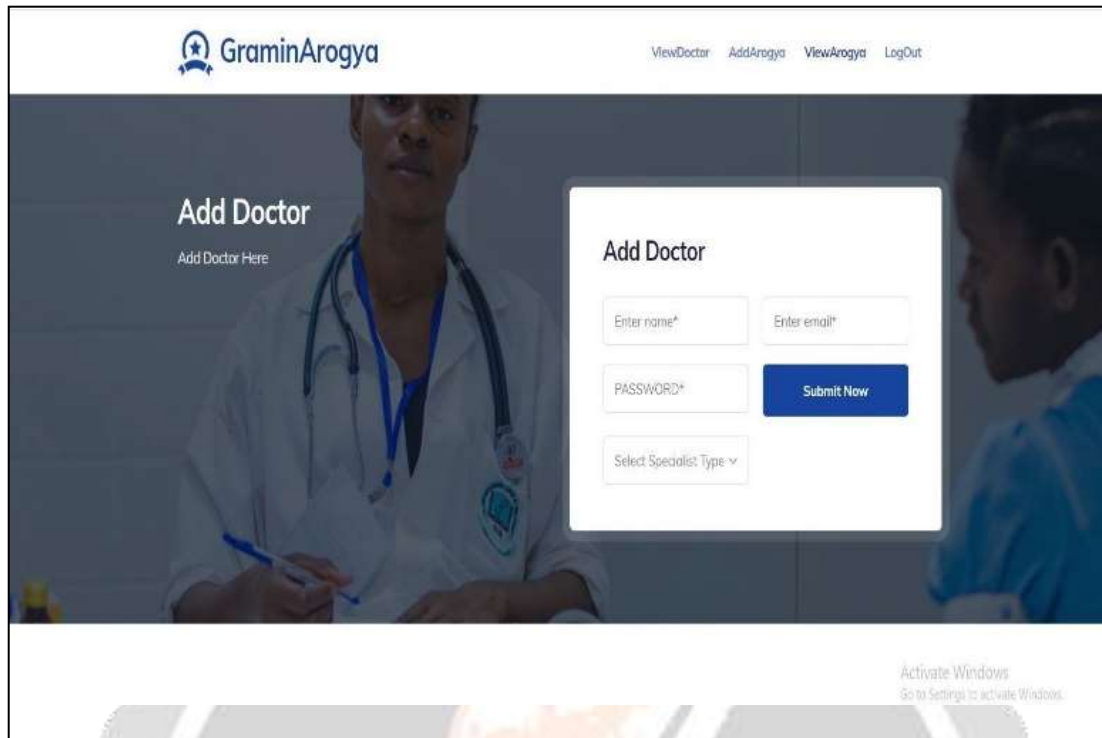 GraminArogya
ViewDoctor AddArogya ViewArogya LogOut
Add Doctor
Add Doctor Here
Add Doctor
Enter name* Enter email*
PASSWORD* Submit Now
Select Specialist Type
Activate Windows
Go to Settings to activate Windows.